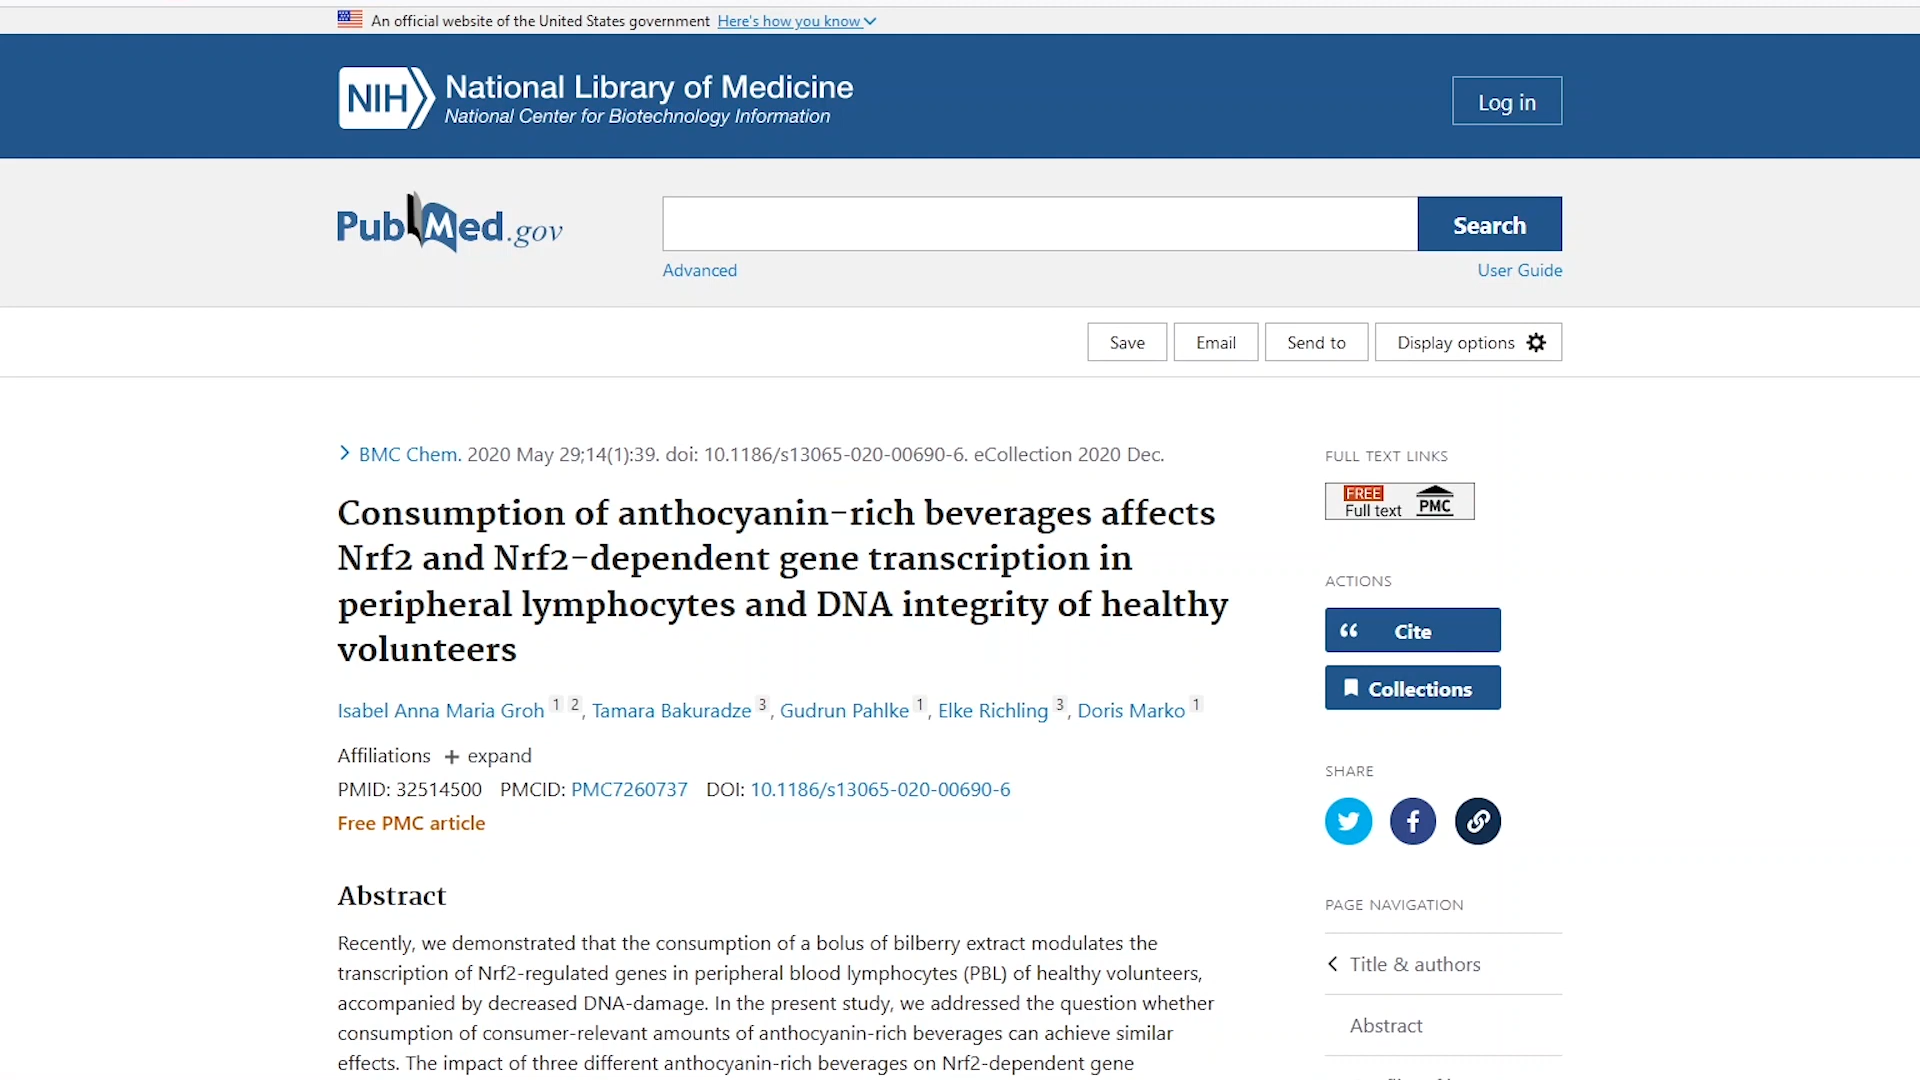 An official website of the United States government Here's how you know
NIH National Library of Medicine
National Center for Biotechnology Information
Log in
PubMed.gov
Search
Advanced
User Guide
Save
Email
Send to
Display options
BMC Chem. 2020 May 29;14(1):39. doi: 10.1186/s13065-020-00690-6. eCollection 2020 Dec.
Consumption of anthocyanin-rich beverages affects
Nrf2 and Nrf2-dependent gene transcription in
peripheral lymphocytes and DNA integrity of healthy
volunteers
Isabel Anna Maria Groh 1 2, Tamara Bakuradze 3, Gudrun Pahlke 1, Elke Richling 3, Doris Marko 1
Affiliations + expand
PMID: 32514500 PMCID: PMC7260737 DOI: 10.1186/s13065-020-00690-6
Free PMC article
Abstract
Recently, we demonstrated that the consumption of a bolus of bilberry extract modulates the
transcription of Nrf2-regulated genes in peripheral blood lymphocytes (PBL) of healthy volunteers,
accompanied by decreased DNA-damage. In the present study, we addressed the question whether
consumption of consumer-relevant amounts of anthocyanin-rich beverages can achieve similar
effects. The impact of three different anthocyanin-rich beverages on Nrf2-dependent gene
FULL TEXT LINKS
FREE
Full text PMC
ACTIONS
Cite
Collections
SHARE
PAGE NAVIGATION
Title & authors
Abstract